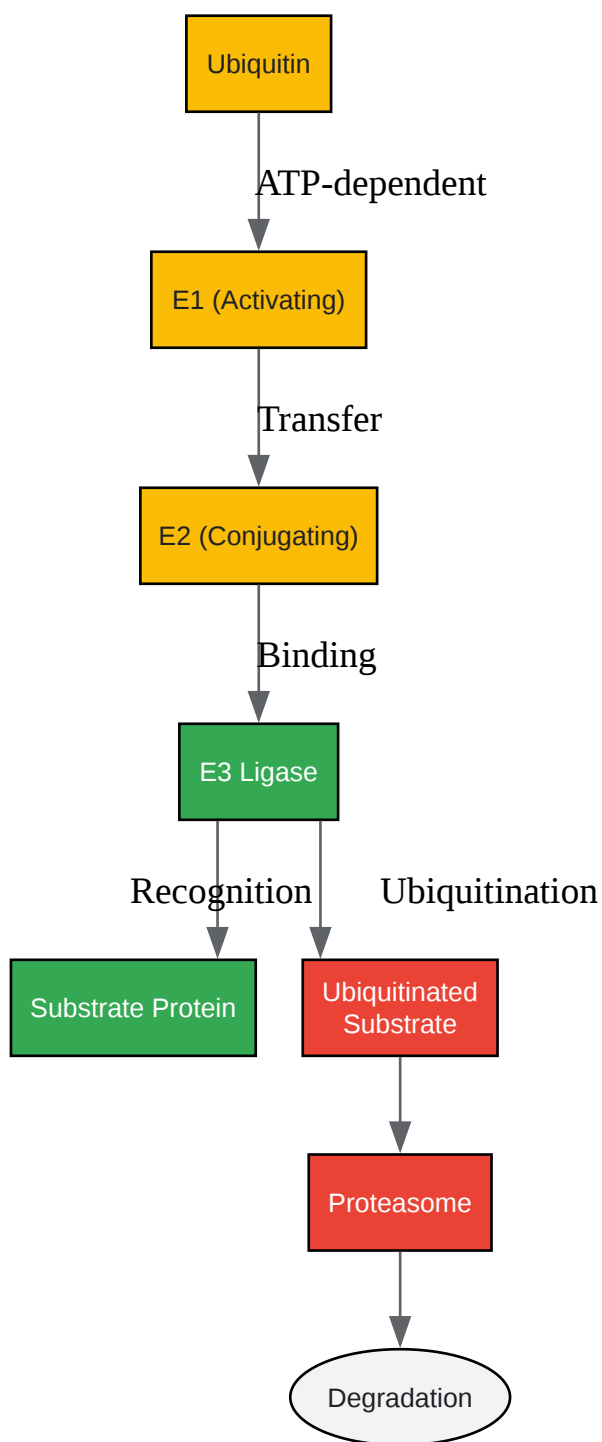 Ubiquitin
ATP-dependent
E1 (Activating)
Transfer
E2 (Conjugating)
Binding
E3 Ligase
Recognition
Ubiquitination
Substrate Protein
Ubiquitinated
Substrate
Proteasome
Degradation